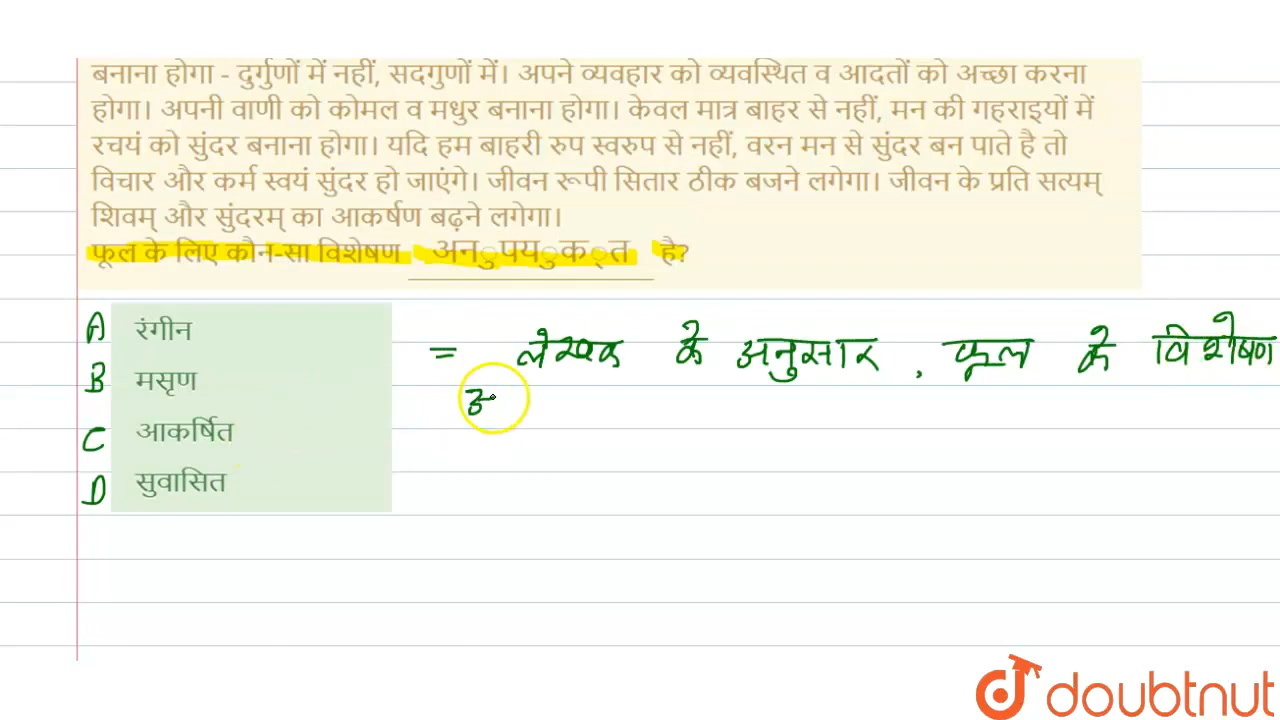 बनाना होगा - दुर्गुणों में नहीं, सदगुणों में। अपने व्यवहार को व्यवस्थित व आदतों को अच्छा करना
होगा। अपनी वाणी को कोमल व मधुर बनाना होगा। केवल मात्र बाहर से नहीं, मन की गहराइयों में
रचयं को सुंदर बनाना होगा। यदि हम बाहरी रुप स्वरुप से नहीं, वरन मन से सुंदर बन पाते है तो
विचार और कर्म स्वयं सुंदर हो जाएंगे। जीवन रूपी सितार ठीक बजने लगेगा। जीवन के प्रति सत्यम्
शिवम् और सुंदरम् का आकर्षण बढ़ने लगेगा।
फूल के लिए कौन-सा विशेषण अन◌ुपय◌ुक◌्त है?
A रंगीन
B मसृण
C आकर्षित
D सुवासित
= लेखक के अनुसार, फूल के विशेषण
doubtnut